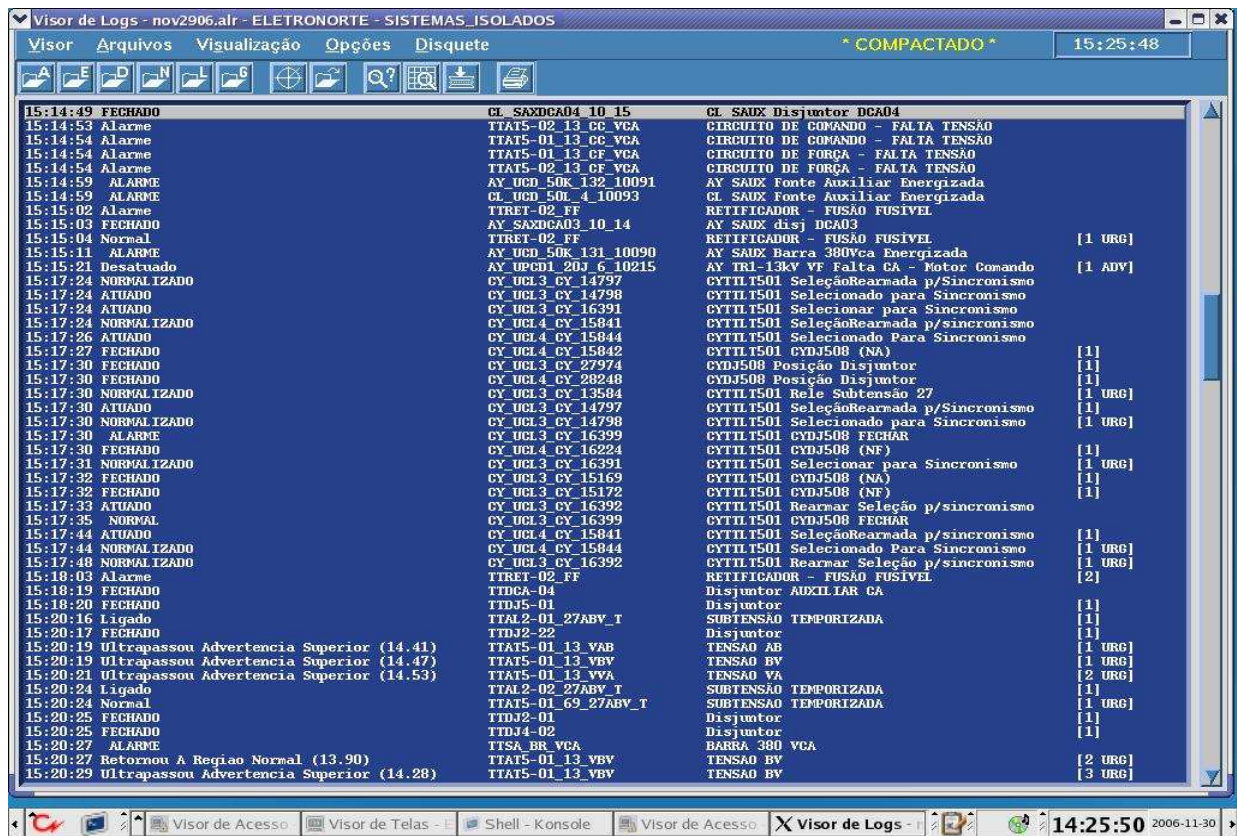 Visor de Logs - nov2906.alr - ELETRONORTE - SISTEMAS_ISOLADOS
Visor Arquivos Visualização Opções Disquete * COMPACTADO * 15:25:48
A E D N L G
15:14:49 FECHADO CL_SAXDCA04_10_15 CL SAUX Disjuntor DCA04
15:14:53 Alarme TTAT5-02_13_CC_VCA CIRCUITO DE COMANDO - FALTA TENSÃO
15:14:54 Alarme TTAT5-01_13_CC_VCA CIRCUITO DE COMANDO - FALTA TENSÃO
15:14:54 Alarme TTAT5-01_13_CF_VCA CIRCUITO DE FORÇA - FALTA TENSÃO
15:14:54 Alarme TTAT5-02_13_CF_VCA CIRCUITO DE FORÇA - FALTA TENSÃO
15:14:59 ALARME AY_UCD_50K_132_10091 AY SAUX Fonte Auxiliar Energizada
15:14:59 ALARME CL_UCD_50L_4_10093 CL SAUX Fonte Auxiliar Energizada
15:15:02 Alarme TTRET-02_FF RETIFICADOR - FUSÃO FUSÍVEL
15:15:03 FECHADO AY_SAXDCA03_10_14 AY SAUX disj DCA03
15:15:04 Normal TTRET-02_FF RETIFICADOR - FUSÃO FUSÍVEL [1 URG]
15:15:11 ALARME AY_UCD_50K_131_10090 AY SAUX Barra 380Vca Energizada
15:15:21 Desatuado AY_UPCD1_20J_6_10215 AY TR1-13kV VF Falta CA - Motor Comando [1 ADV]
15:17:24 NORMALIZADO CY_UCL3_CY_14797 CYTTLT501 SeleçãoRearmada p/Sincronismo
15:17:24 ATUADO CY_UCL3_CY_14798 CYTTLT501 Selecionado para Sincronismo
15:17:24 ATUADO CY_UCL3_CY_16391 CYTTLT501 Selecionar para Sincronismo
15:17:24 NORMALIZADO CY_UCL4_CY_15841 CYTTLT501 SeleçãoRearmada p/sincronismo
15:17:26 ATUADO CY_UCL4_CY_15844 CYTTLT501 Selecionado Para Sincronismo
15:17:27 FECHADO CY_UCL4_CY_15842 CYTTLT501 CYDJ508 (NA) [1]
15:17:30 FECHADO CY_UCL3_CY_27974 CYDJ508 Posição Disjuntor [1]
15:17:30 FECHADO CY_UCL4_CY_28248 CYDJ508 Posição Disjuntor [1]
15:17:30 NORMALIZADO CY_UCL3_CY_13584 CYTTLT501 Rele Subtensão 27 [1 URG]
15:17:30 ATUADO CY_UCL3_CY_14797 CYTTLT501 SeleçãoRearmada p/Sincronismo [1]
15:17:30 NORMALIZADO CY_UCL3_CY_14798 CYTTLT501 Selecionado para Sincronismo [1 URG]
15:17:30 ALARME CY_UCL3_CY_16399 CYTTLT501 CYDJ508 FECHAR
15:17:30 FECHADO CY_UCL4_CY_16224 CYTTLT501 CYDJ508 (NF) [1]
15:17:31 NORMALIZADO CY_UCL3_CY_16391 CYTTLT501 Selecionar para Sincronismo [1 URG]
15:17:32 FECHADO CY_UCL3_CY_15169 CYTTLT501 CYDJ508 (NA) [1]
15:17:32 FECHADO CY_UCL3_CY_15172 CYTTLT501 CYDJ508 (NF) [1]
15:17:33 ATUADO CY_UCL3_CY_16392 CYTTLT501 Rearmar Seleção p/sincronismo
15:17:35 NORMAL CY_UCL3_CY_16399 CYTTLT501 CYDJ508 FECHAR
15:17:44 ATUADO CY_UCL4_CY_15841 CYTTLT501 SeleçãoRearmada p/sincronismo [1]
15:17:44 NORMALIZADO CY_UCL4_CY_15844 CYTTLT501 Selecionado Para Sincronismo [1 URG]
15:17:48 NORMALIZADO CY_UCL3_CY_16392 CYTTLT501 Rearmar Seleção p/sincronismo [1 URG]
15:18:03 Alarme TTRET-02_FF RETIFICADOR - FUSÃO FUSÍVEL [2]
15:18:19 FECHADO TTDCA-04 Disjuntor AUXILIAR CA
15:18:20 FECHADO TTDJ5-01 Disjuntor [1]
15:20:16 Ligado TTAL2-01_27ABV_T SUBTENSÃO TEMPORIZADA [1]
15:20:17 FECHADO TTDJ2-22 Disjuntor [1]
15:20:19 Ultrapassou Advertencia Superior (14.41) TTAT5-01_13_VAB TENSAO AB [1 URG]
15:20:19 Ultrapassou Advertencia Superior (14.47) TTAT5-01_13_VBV TENSAO BV [1 URG]
15:20:21 Ultrapassou Advertencia Superior (14.53) TTAT5-01_13_VVA TENSAO VA [2 URG]
15:20:24 Ligado TTAL2-02_27ABV_T SUBTENSÃO TEMPORIZADA [1]
15:20:24 Normal TTAT5-01_69_27ABV_T SUBTENSAO TEMPORIZADA [1 URG]
15:20:25 FECHADO TTDJ2-01 Disjuntor [1]
15:20:25 FECHADO TTDJ4-02 Disjuntor [1]
15:20:27 ALARME TTSA_BR_VCA BARRA 380 VCA
15:20:27 Retornou A Regiao Normal (13.90) TTAT5-01_13_VBV TENSAO BV [2 URG]
15:20:29 Ultrapassou Advertencia Superior (14.28) TTAT5-01_13_VBV TENSAO BV [3 URG]
Visor de Acesso Visor de Telas - E Shell - Konsole Visor de Acesso - Visor de Logs - 14:25:50 2006-11-30